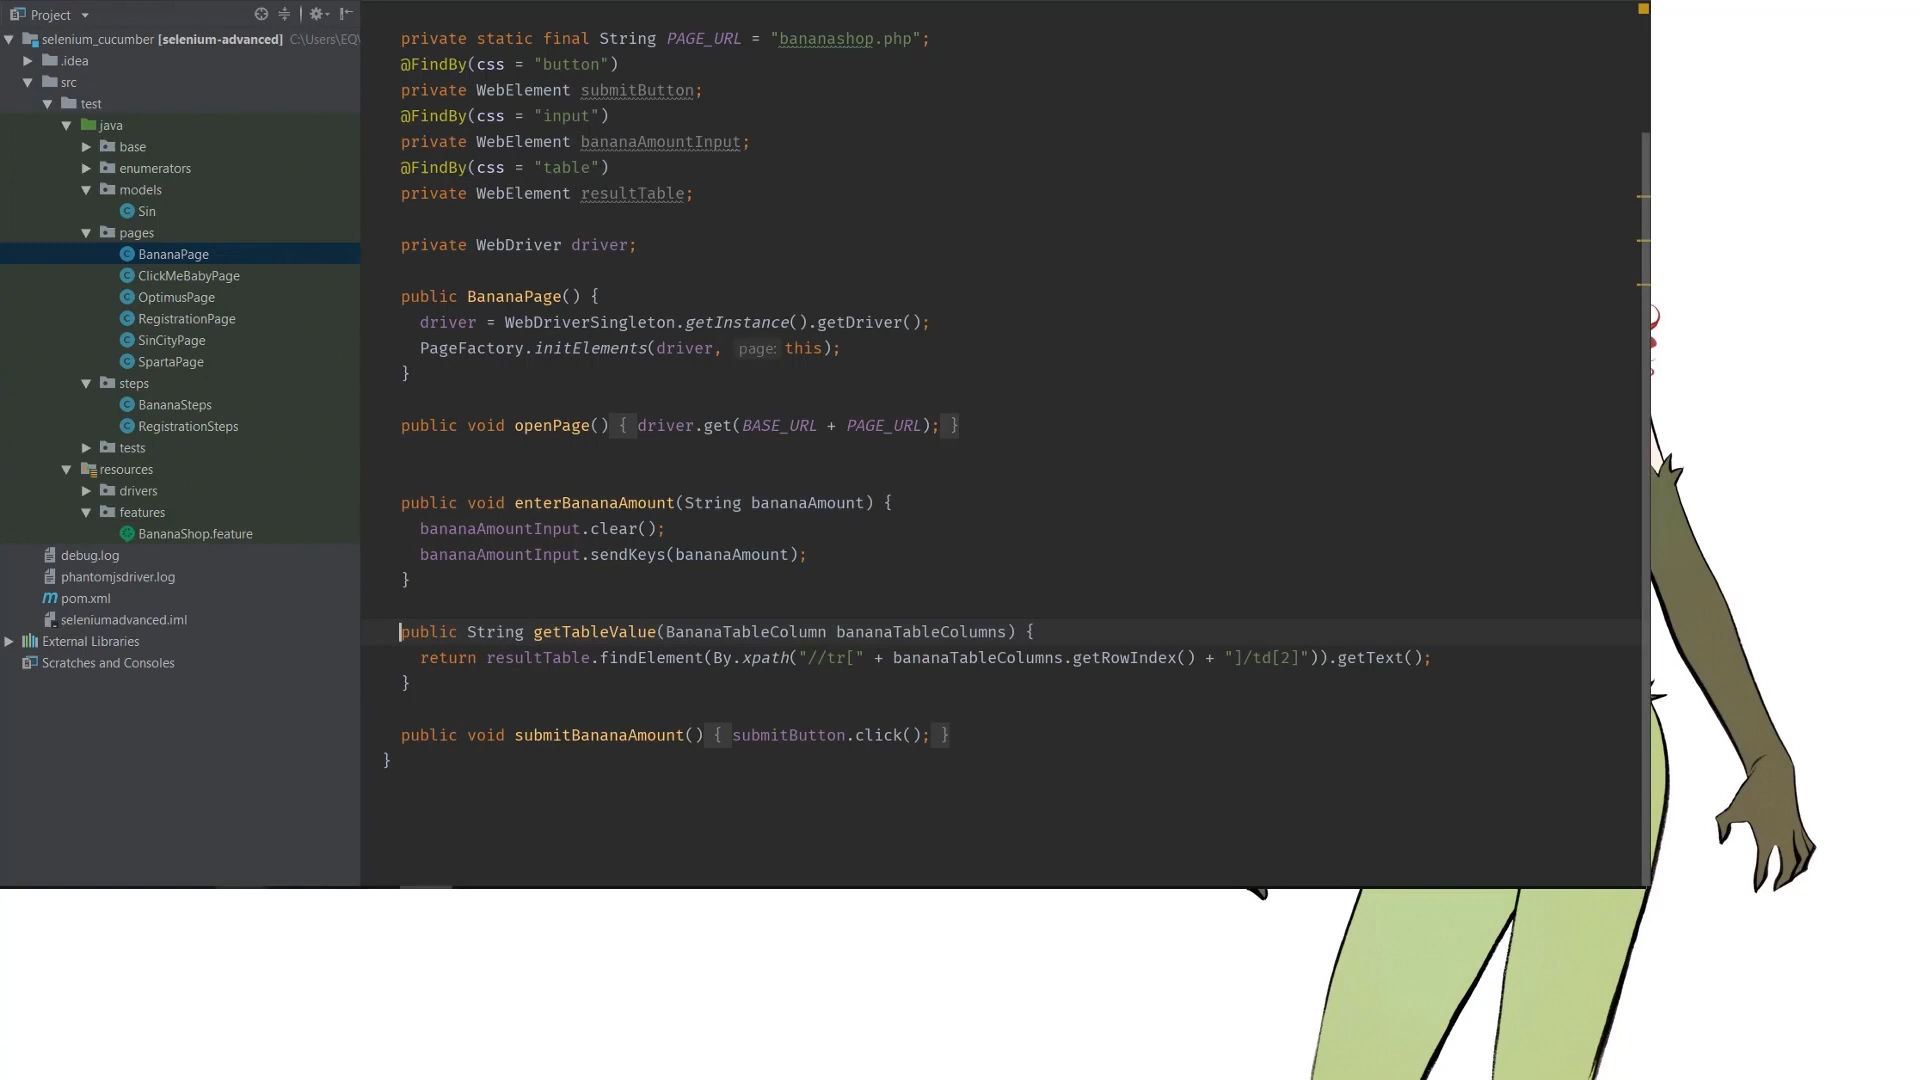 Project
selenium_cucumber [selenium-advanced] C:\Users\EQ\
.idea
src
test
java
base
enumerators
models
Sin
pages
BananaPage
ClickMeBabyPage
OptimusPage
RegistrationPage
SinCityPage
SpartaPage
steps
BananaSteps
RegistrationSteps
tests
resources
drivers
features
BananaShop.feature
debug.log
phantomjsdriver.log
pom.xml
seleniumadvanced.iml
External Libraries
Scratches and Consoles
private static final String PAGE_URL = "bananashop.php";
@FindBy(css = "button")
private WebElement submitButton;
@FindBy(css = "input")
private WebElement bananaAmountInput;
@FindBy(css = "table")
private WebElement resultTable;
private WebDriver driver;
public BananaPage() {
driver = WebDriverSingleton.getInstance().getDriver();
PageFactory.initElements(driver, page: this);
}
public void openPage() { driver.get(BASE_URL + PAGE_URL); }
public void enterBananaAmount(String bananaAmount) {
bananaAmountInput.clear();
bananaAmountInput.sendKeys(bananaAmount);
}
public String getTableValue(BananaTableColumn bananaTableColumns) {
return resultTable.findElement(By.xpath("//tr[" + bananaTableColumns.getRowIndex() + "]/td[2]")).getText();
}
public void submitBananaAmount() { submitButton.click(); }
}